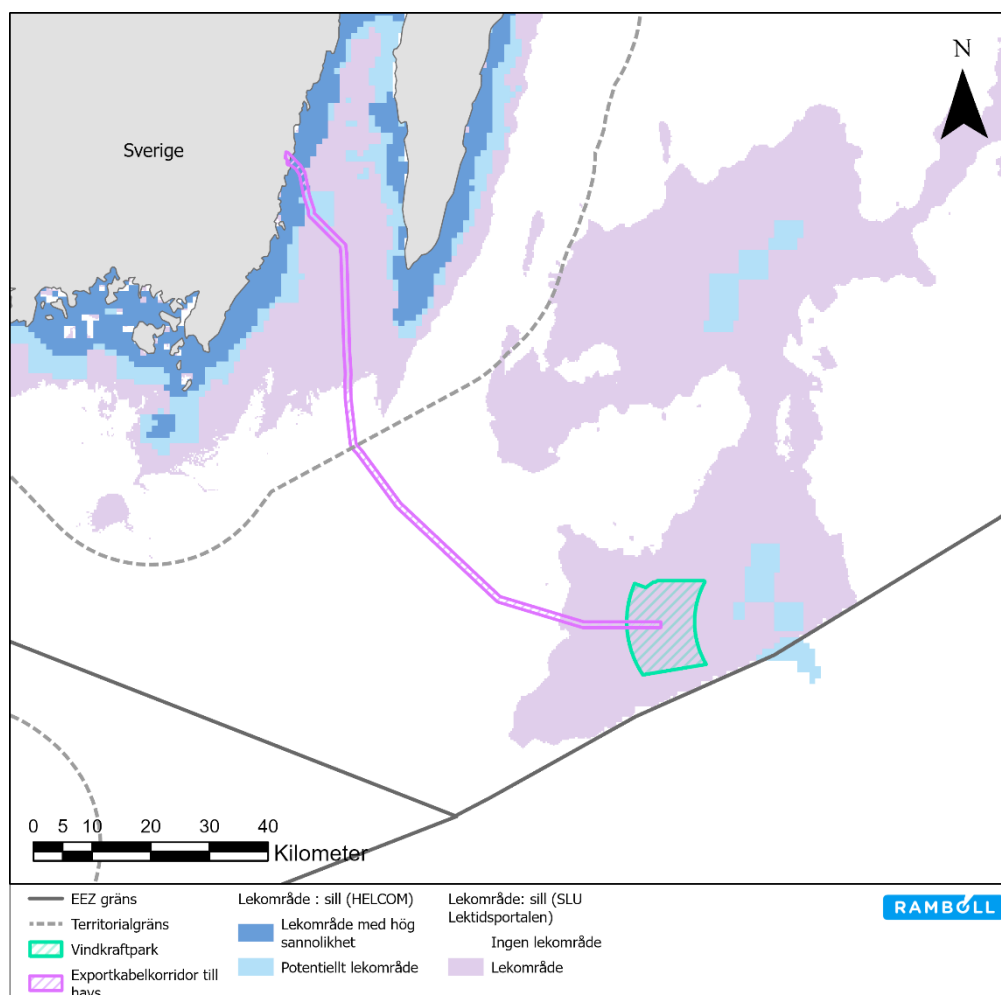 N
Sverige
0 5 10 20 30 40
Kilometer
EEZ gräns
Territorialgräns
Vindkraftpark
Exportkabelkorridor till
havs
Lekområde : sill (HELCOM)
Lekområde med hög
sannolikhet
Potentiellt lekområde
Lekområde: sill (SLU
Lektidsportalen)
Ingen lekområde
Lekområde
RAMBOLL